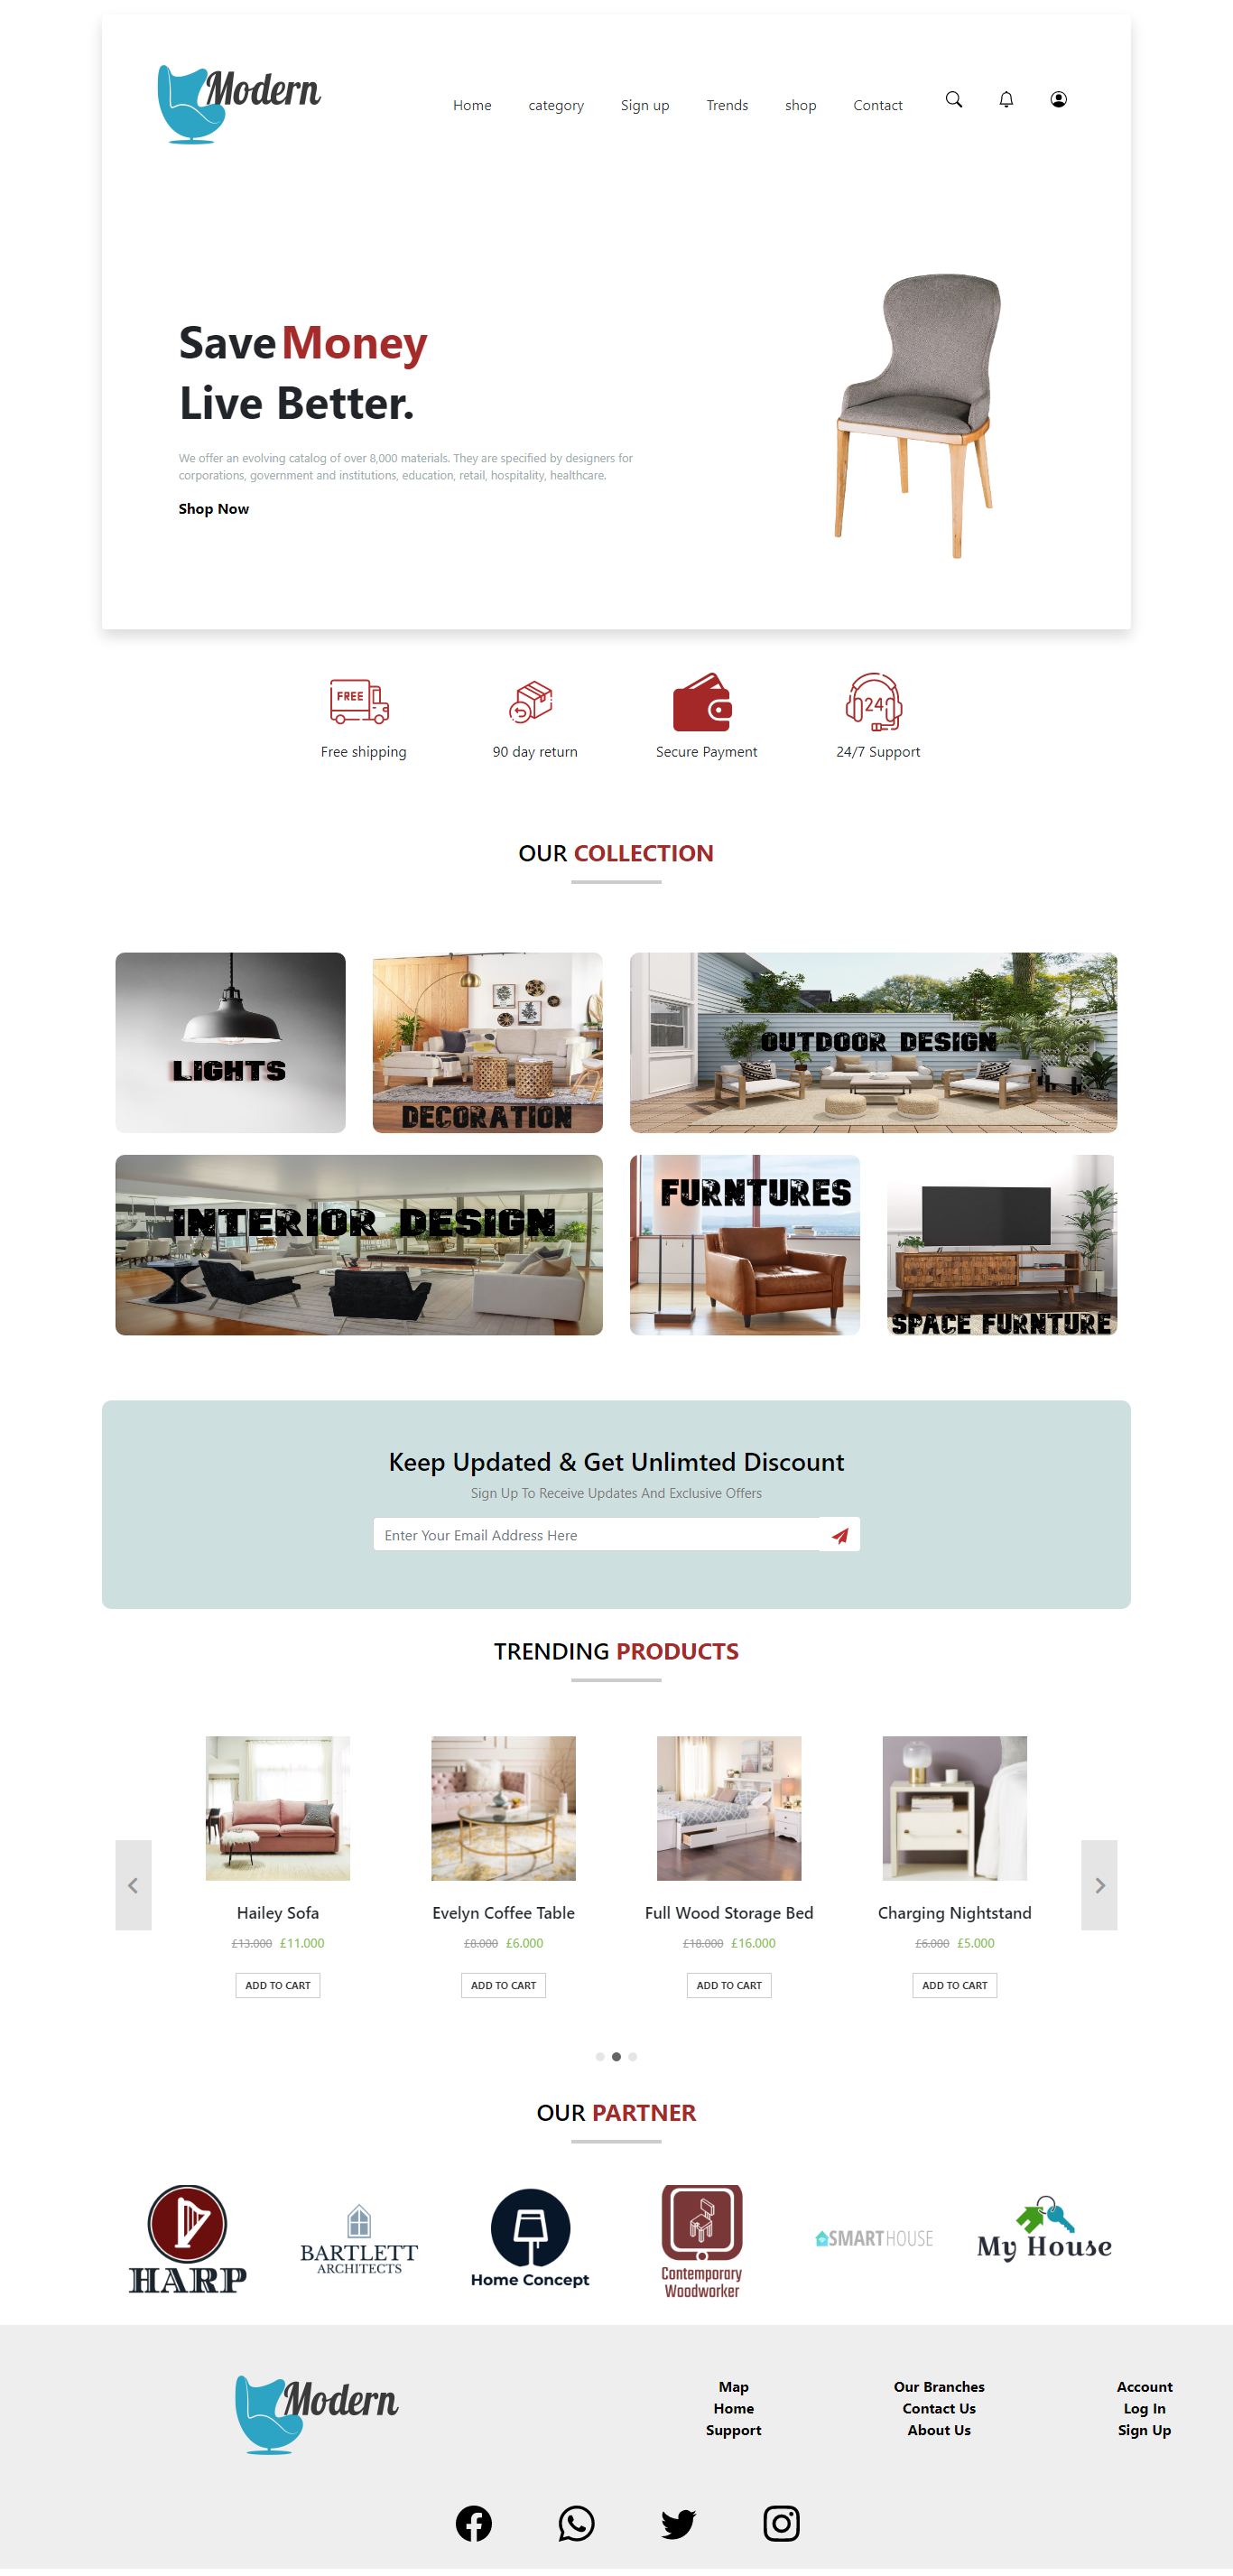 Modern
Home category Sign up Trends shop Contact
Save Money
Live Better.
We offer an evolving catalog of over 8,000 materials. They are specified by designers for
corporations, government and institutions, education, retail, hospitality, healthcare.
Shop Now
FREE
24
Free shipping 90 day return Secure Payment 24/7 Support
OUR COLLECTION
LIGHTS
DECORATION
OUTDOOR DESIGN
INTERIOR DESIGN
FURNTURES
SPACE FURNTURE
Keep Updated & Get Unlimted Discount
Sign Up To Receive Updates And Exclusive Offers
Enter Your Email Address Here
TRENDING PRODUCTS
Hailey Sofa Evelyn Coffee Table Full Wood Storage Bed Charging Nightstand
£13.000 £11.000 £8.000 £6.000 £18.000 £16.000 £6.000 £5.000
ADD TO CART ADD TO CART ADD TO CART ADD TO CART
OUR PARTNER
HARP
BARTLETT
ARCHITECTS
Home Concept
Contemporary
Woodworker
SMARTHOUSE
My House
Modern
Map Our Branches Account
Home Contact Us Log In
Support About Us Sign Up